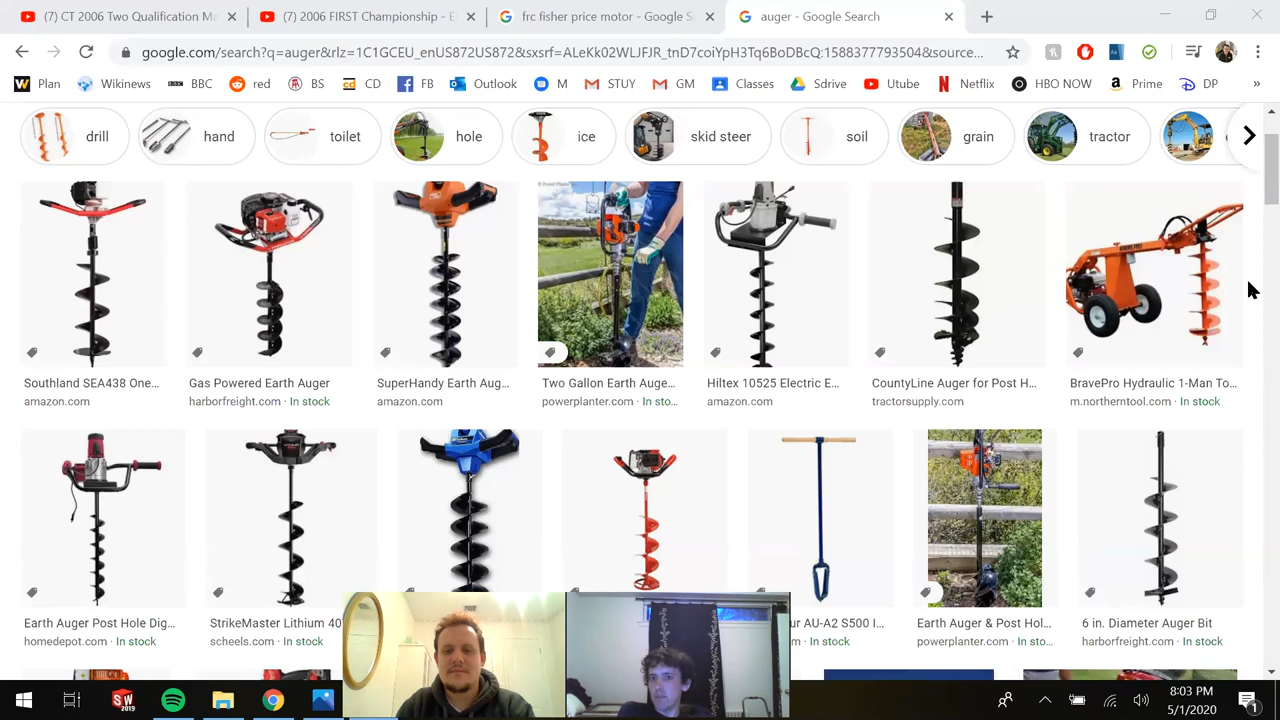 (7) CT 2006 Two Qualification Ma
(7) 2006 FIRST Championship - E
frc fisher price motor - Google S
auger - Google Search
google.com/search?q=auger&rlz=1C1GCEU_enUS872US872&sxsrf=ALeKk02WLJFJR_tnD7coiYpH3Tq6BoDBcQ:1588377793504&source...
Plan
Wikinews
BBC
red
BS
CD
FB
Outlook
M
STUY
GM
Classes
Sdrive
Utube
Netflix
HBO NOW
Prime
DP
drill
hand
toilet
hole
ice
skid steer
soil
grain
tractor
Southland SEA438 One...
Gas Powered Earth Auger
SuperHandy Earth Aug...
Two Gallon Earth Auge...
Hiltex 10525 Electric E...
CountyLine Auger for Post H...
BravePro Hydraulic 1-Man To...
amazon.com
harborfreight.com · In stock
amazon.com
powerplanter.com · In sto...
amazon.com
tractorsupply.com
m.northerntool.com · In stock
Earth Auger Post Hole Dig...
StrikeMaster Lithium 40
ur AU-A2 S500 I...
Earth Auger & Post Hol...
6 in. Diameter Auger Bit
homedepot.com · In stock
scheels.com · In stock
In stock
powerplanter.com · In sto...
harborfreight.com · In stock
SW
2019
8:03 PM
5/1/2020
1